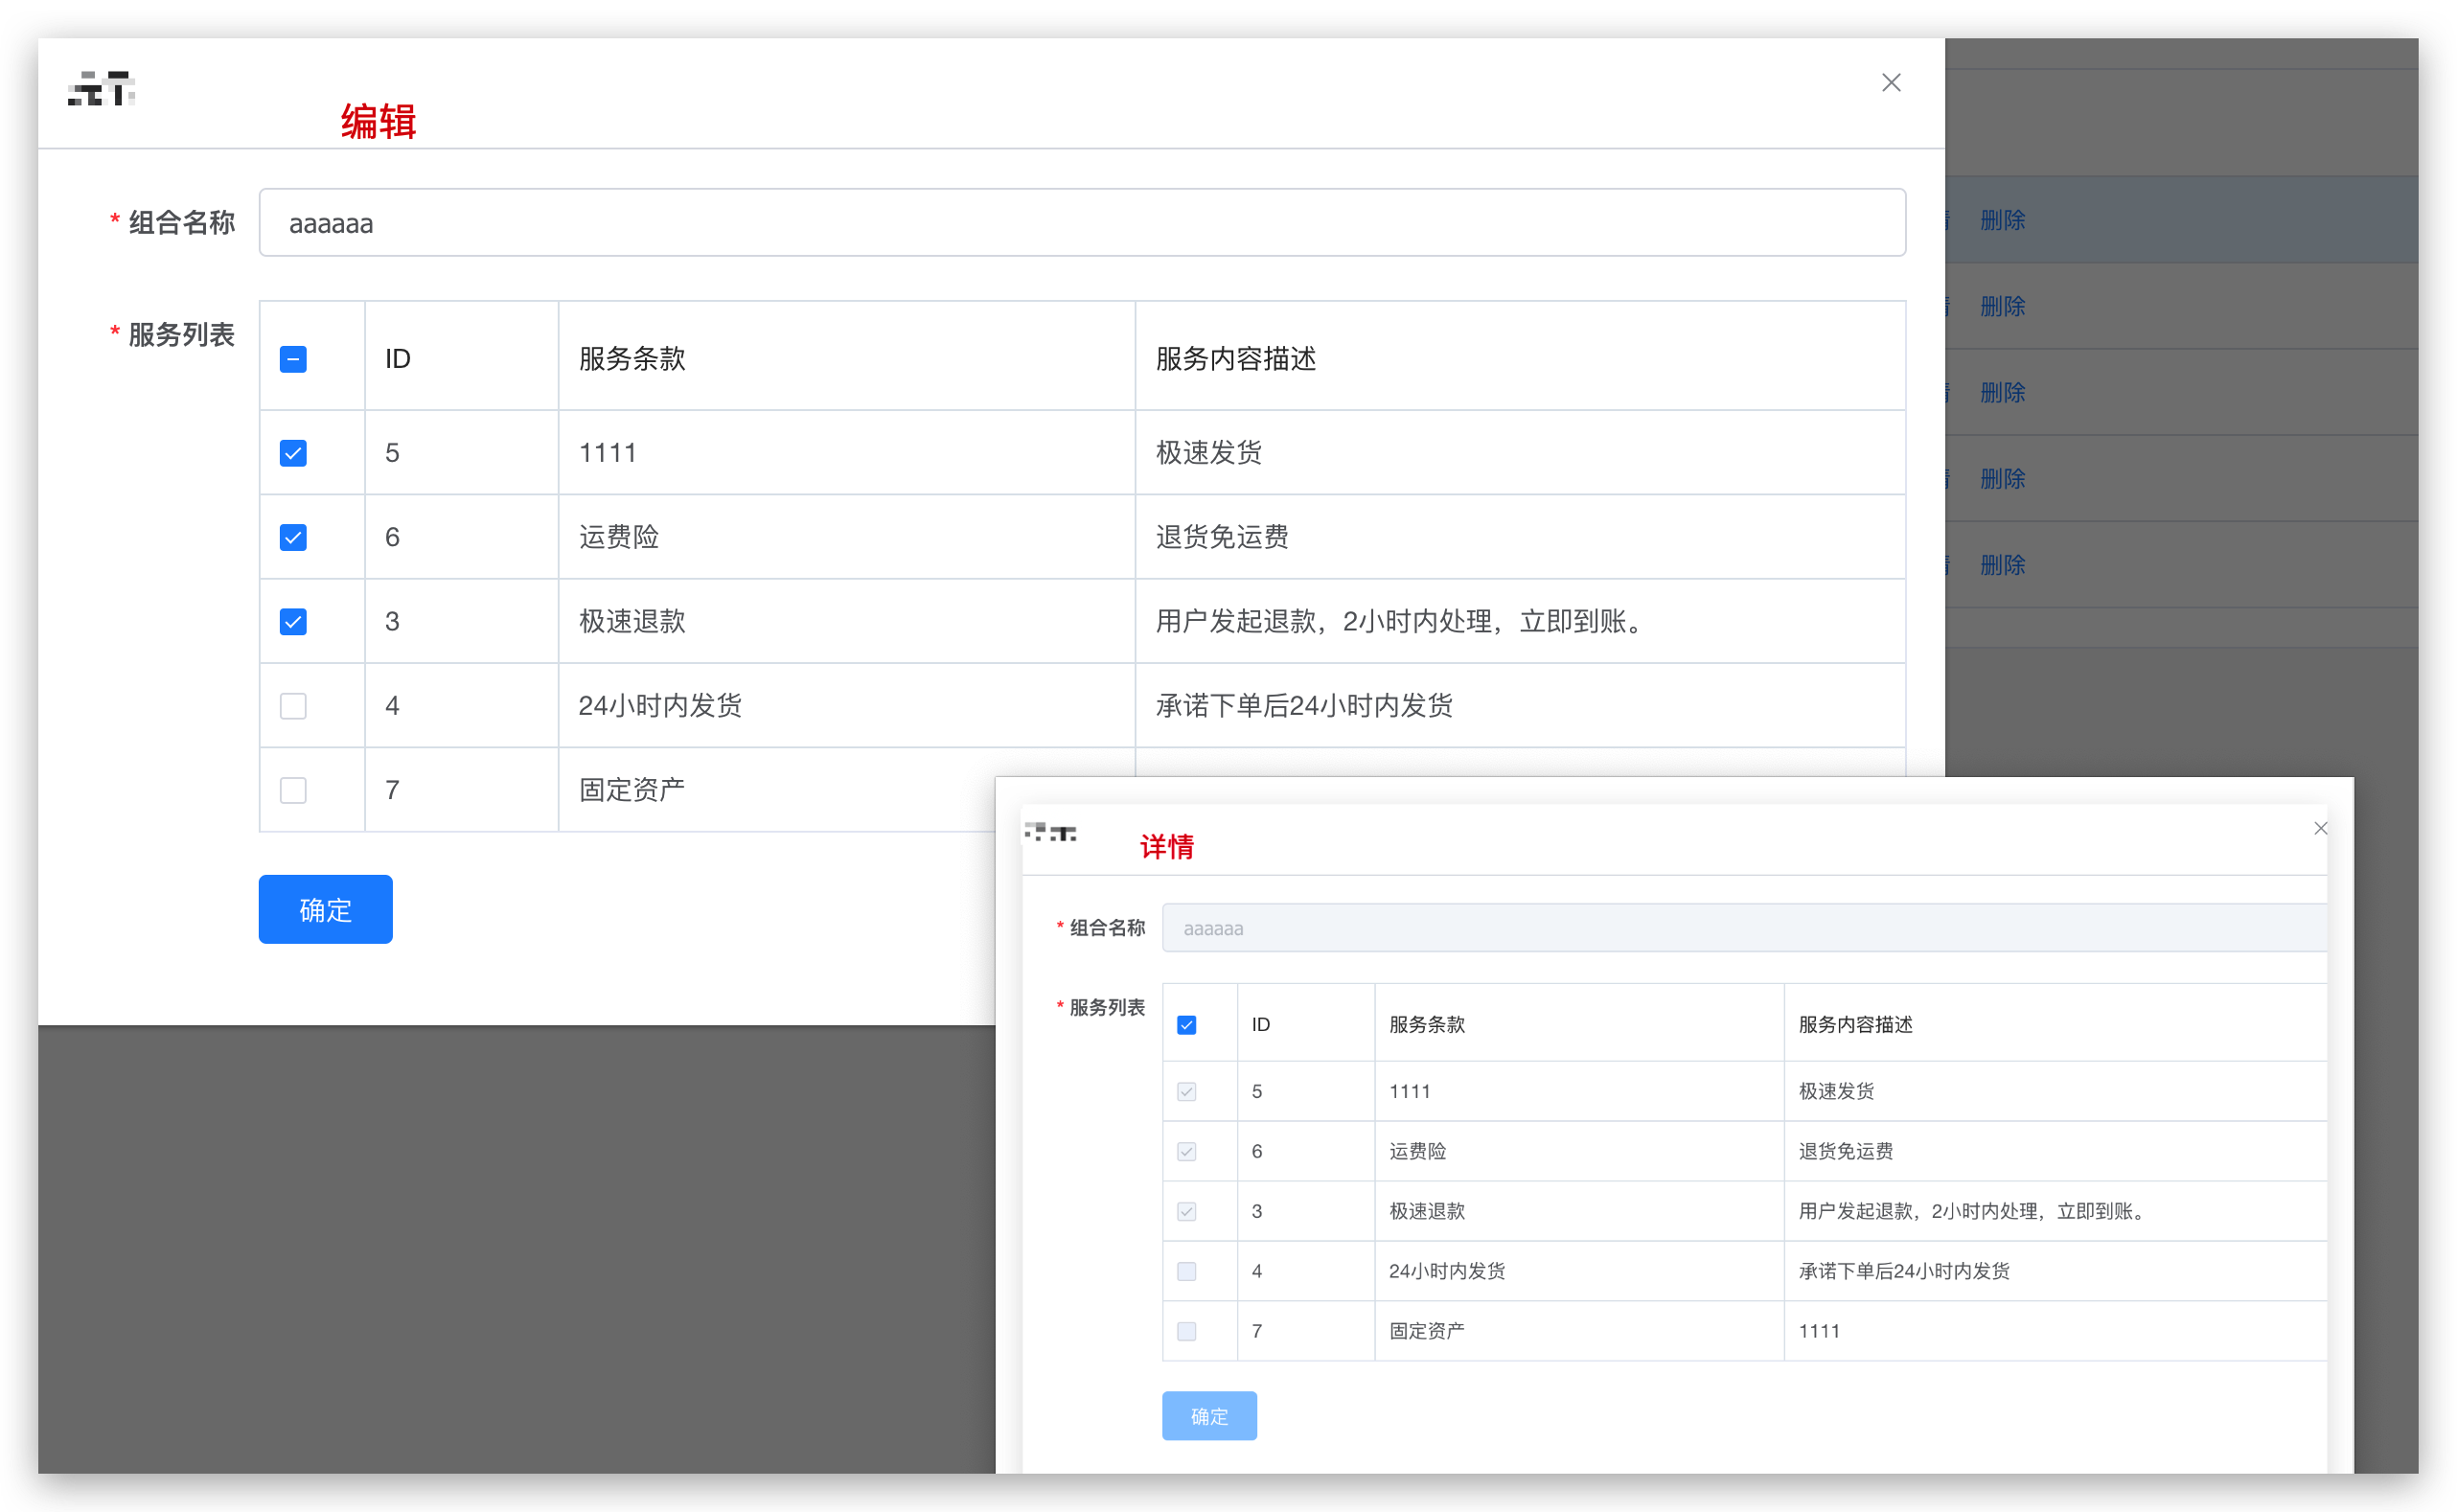 编辑
* 组合名称 aaaaaa
* 服务列表
ID 服务条款 服务内容描述
5 1111 极速发货
6 运费险 退货免运费
3 极速退款 用户发起退款，2小时内处理，立即到账。
4 24小时内发货 承诺下单后24小时内发货
7 固定资产
确定
删除
删除
删除
删除
删除
详情
* 组合名称 aaaaaa
* 服务列表
ID 服务条款 服务内容描述
5 1111 极速发货
6 运费险 退货免运费
3 极速退款 用户发起退款，2小时内处理，立即到账。
4 24小时内发货 承诺下单后24小时内发货
7 固定资产 1111
确定